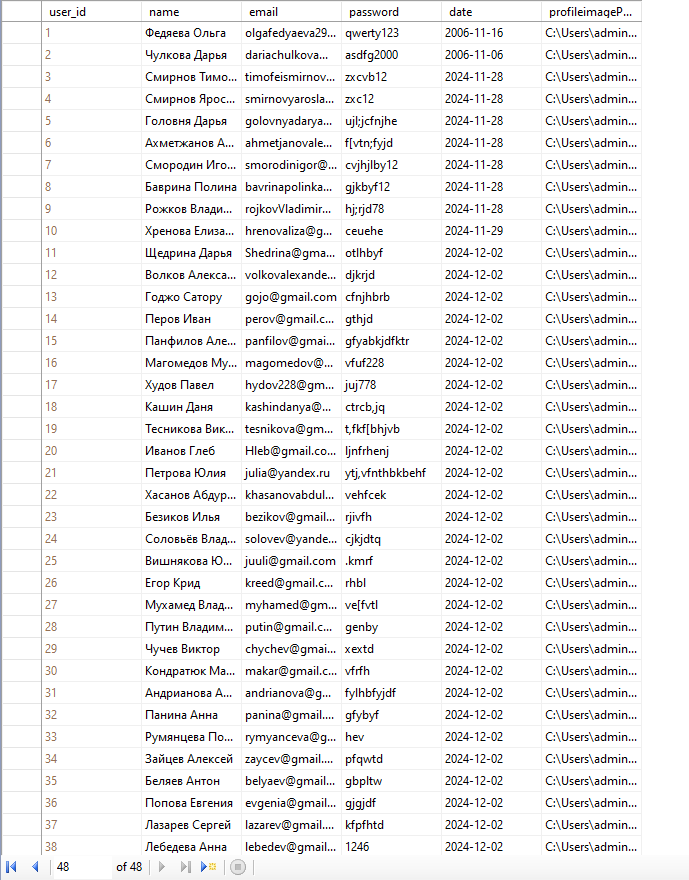 user_id name email password date profileimageP...
1 Федяева Ольга olgafedyaeva29... qwerty123 2006-11-16 C:\Users\admin...
2 Чулкова Дарья dariachulkova... asdfg2000 2006-11-06 C:\Users\admin...
3 Смирнов Тимо... timofeismirnov... zxcvb12 2024-11-28 C:\Users\admin...
4 Смирнов Ярос... smirnovyarosla... zxc12 2024-11-28 C:\Users\admin...
5 Головня Дарья golovnyadarya... ujl;jcfnjhe 2024-11-28 C:\Users\admin...
6 Ахметжанов А... ahmetjanovale... f[vtn;fyjd 2024-11-28 C:\Users\admin...
7 Смородин Иго... smorodinigor@... cvjhjlby12 2024-11-28 C:\Users\admin...
8 Баврина Полина bavrinapolinka... gjkbyf12 2024-11-28 C:\Users\admin...
9 Рожков Влади... rojkovVladimir... hj;rjd78 2024-11-28 C:\Users\admin...
10 Хренова Елиза... hrenovaliza@g... ceuehe 2024-11-29 C:\Users\admin...
11 Щедрина Дарья Shedrina@gma... otlhbyf 2024-12-02 C:\Users\admin...
12 Волков Алекса... volkovalexande... djkrjd 2024-12-02 C:\Users\admin...
13 Годжо Сатору gojo@gmail.com cfnjhbrb 2024-12-02 C:\Users\admin...
14 Перов Иван perov@gmail.c... gthjd 2024-12-02 C:\Users\admin...
15 Панфилов Але... panfilov@gmai... gfyabkjdfktr 2024-12-02 C:\Users\admin...
16 Магомедов Му... magomedov@... vfuf228 2024-12-02 C:\Users\admin...
17 Худов Павел hydov228@gm... juj778 2024-12-02 C:\Users\admin...
18 Кашин Даня kashindanya@... ctrcb,jq 2024-12-02 C:\Users\admin...
19 Тесникова Вик... tesnikova@gm... t,fkf[bhjvb 2024-12-02 C:\Users\admin...
20 Иванов Глеб Hleb@gmail.co... ljnfrhenj 2024-12-02 C:\Users\admin...
21 Петрова Юлия julia@yandex.ru ytj,vfnthbkbehf 2024-12-02 C:\Users\admin...
22 Хасанов Абдур... khasanovabdul... vehfcek 2024-12-02 C:\Users\admin...
23 Безиков Илья bezikov@gmail... rjivfh 2024-12-02 C:\Users\admin...
24 Соловьёв Влад... solovev@yande... cjkjdtq 2024-12-02 C:\Users\admin...
25 Вишнякова Ю... juuli@gmail.com .kmrf 2024-12-02 C:\Users\admin...
26 Егор Крид kreed@gmail.c... rhbl 2024-12-02 C:\Users\admin...
27 Мухамед Влад... myhamed@gm... ve[fvtl 2024-12-02 C:\Users\admin...
28 Путин Владим... putin@gmail.c... genby 2024-12-02 C:\Users\admin...
29 Чучев Виктор chychev@gmai... xextd 2024-12-02 C:\Users\admin...
30 Кондратюк Ма... makar@gmail.c... vfrfh 2024-12-02 C:\Users\admin...
31 Андрианова А... andrianova@g... fylhbfyjdf 2024-12-02 C:\Users\admin...
32 Панина Анна panina@gmail.... gfybyf 2024-12-02 C:\Users\admin...
33 Румянцева По... rymyanceva@g... hev 2024-12-02 C:\Users\admin...
34 Зайцев Алексей zaycev@gmail.... pfqwtd 2024-12-02 C:\Users\admin...
35 Беляев Антон belyaev@gmail... gbpltw 2024-12-02 C:\Users\admin...
36 Попова Евгения evgenia@gmail... gjgjdf 2024-12-02 C:\Users\admin...
37 Лазарев Сергей lazarev@gmail.... kfpfhtd 2024-12-02 C:\Users\admin...
38 Лебедева Анна lebedev@gmail... 1246 2024-12-02 C:\Users\admin...
48 of 48